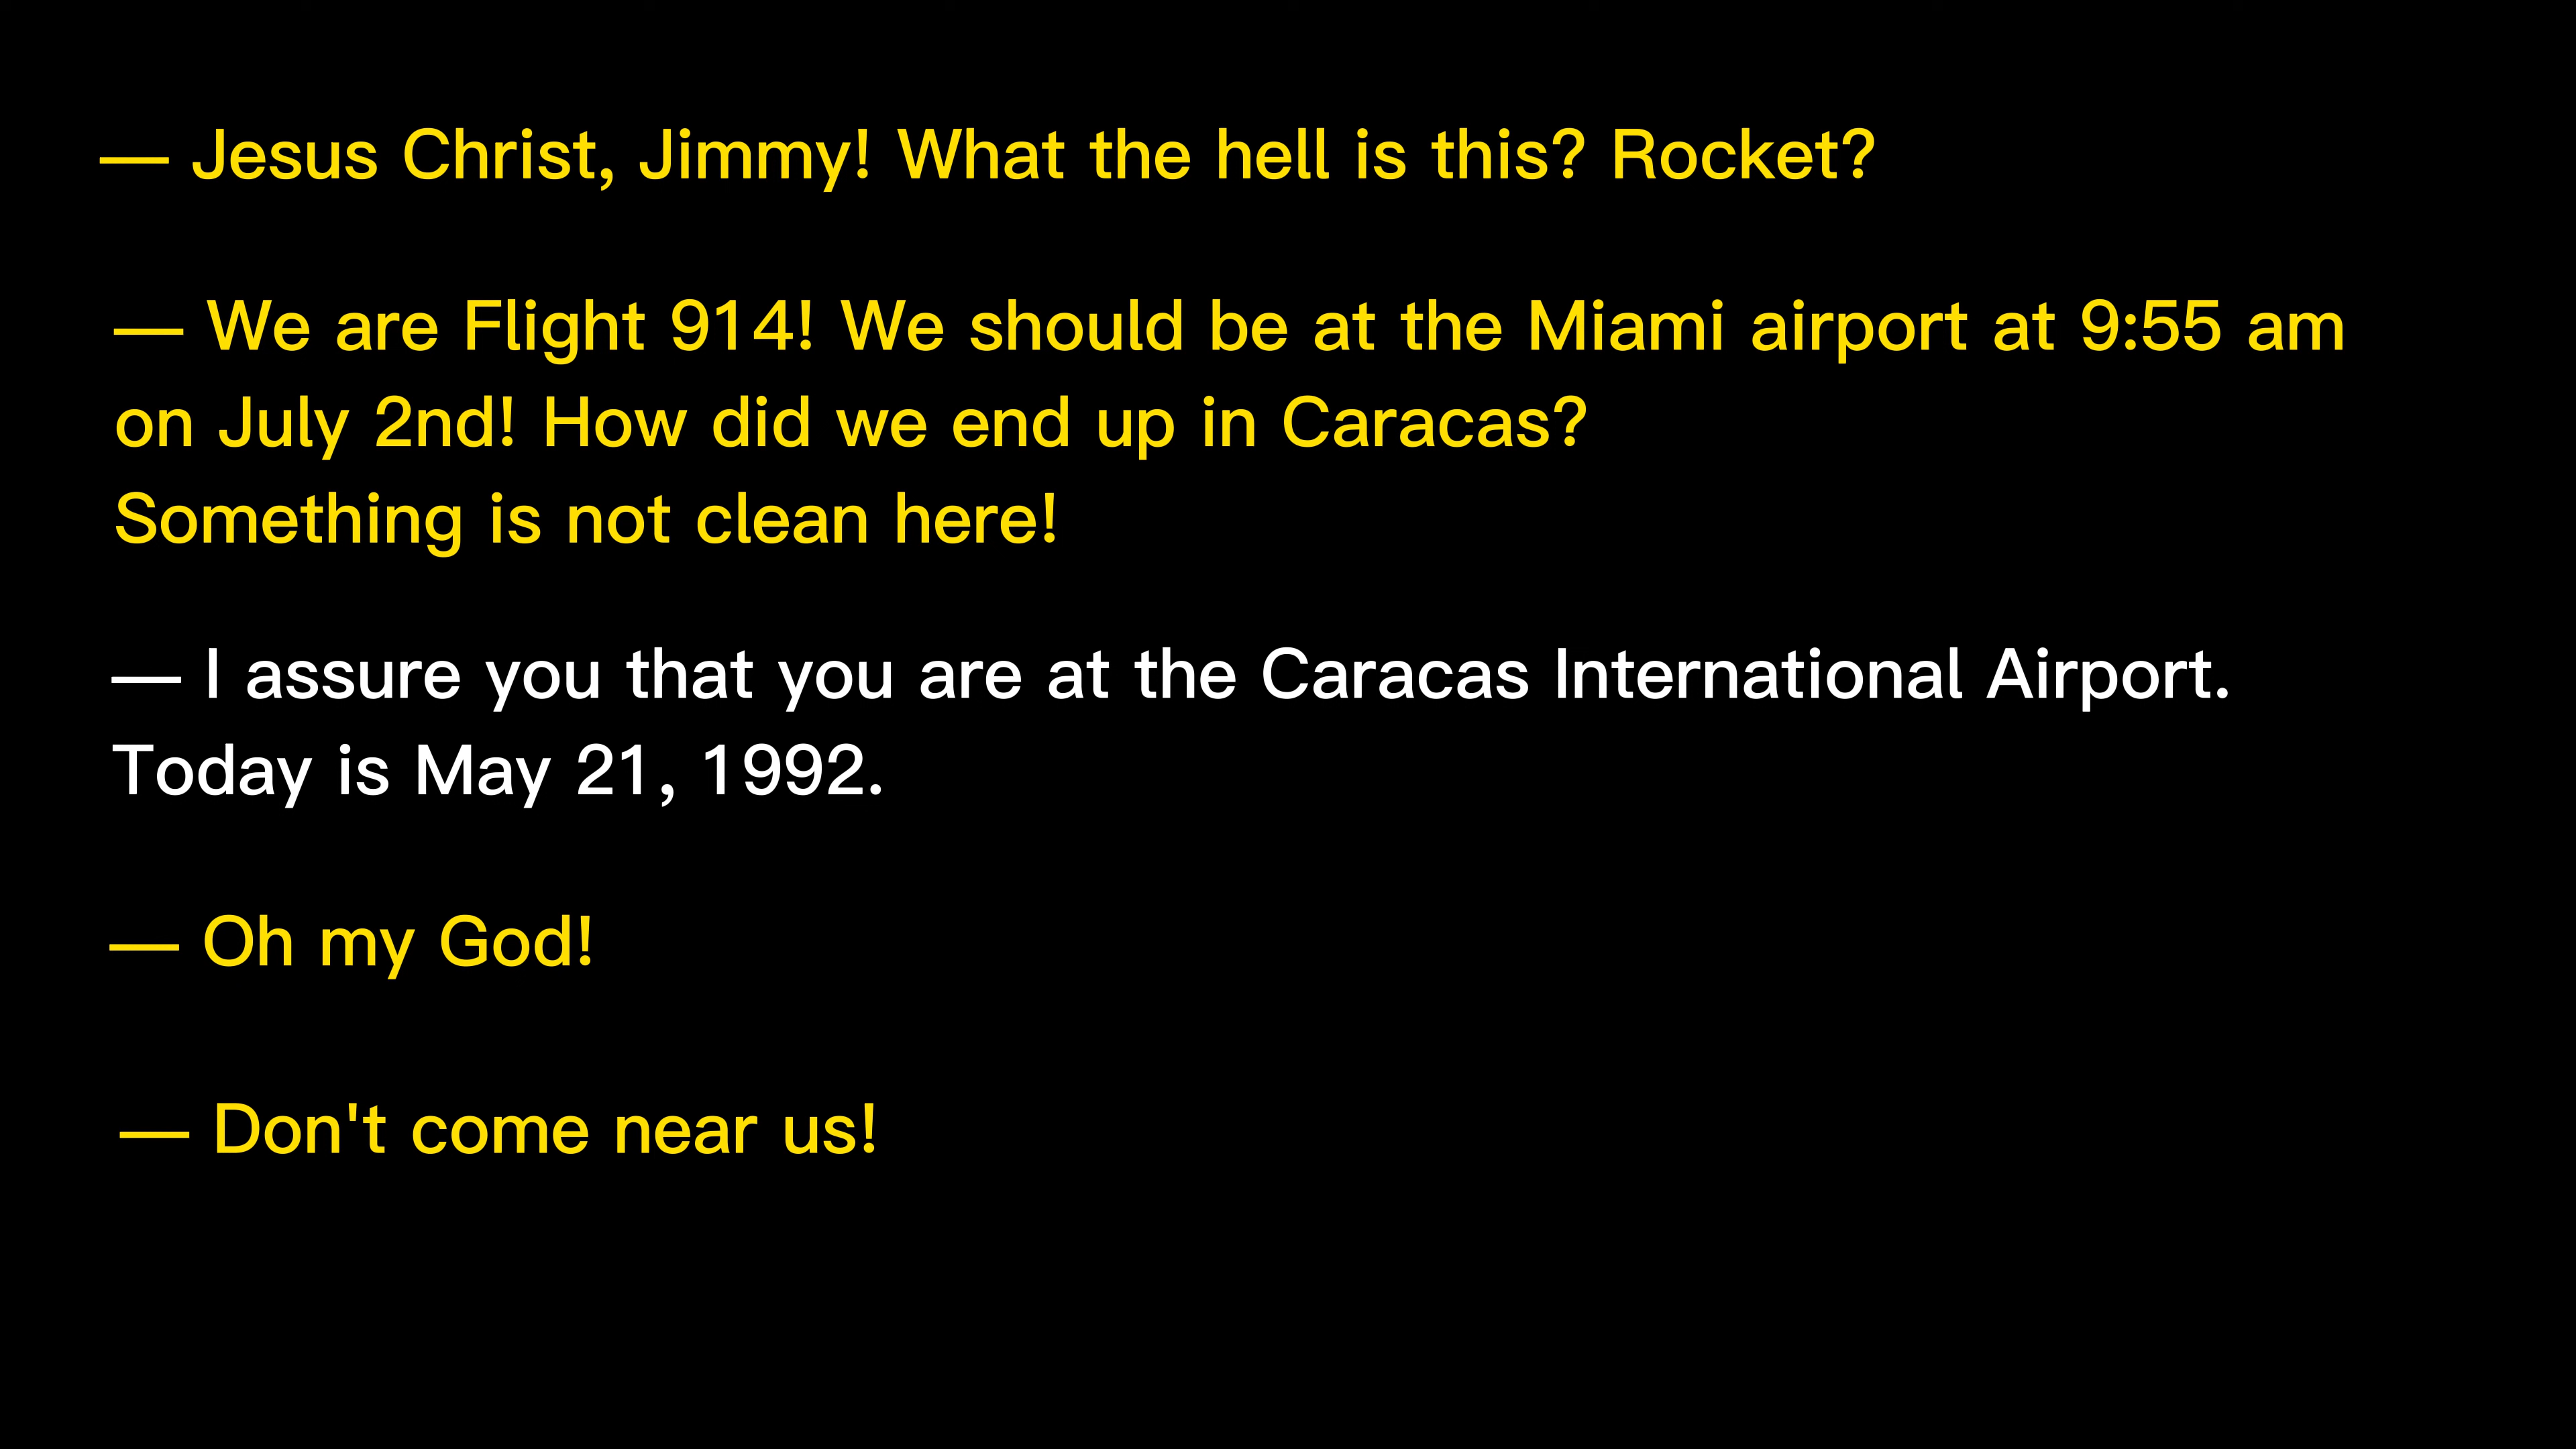 — Jesus Christ, Jimmy! What the hell is this? Rocket?
— We are Flight 914! We should be at the Miami airport at 9:55 am
on July 2nd! How did we end up in Caracas?
Something is not clean here!
— I assure you that you are at the Caracas International Airport.
Today is May 21, 1992.
— Oh my God!
— Don't come near us!